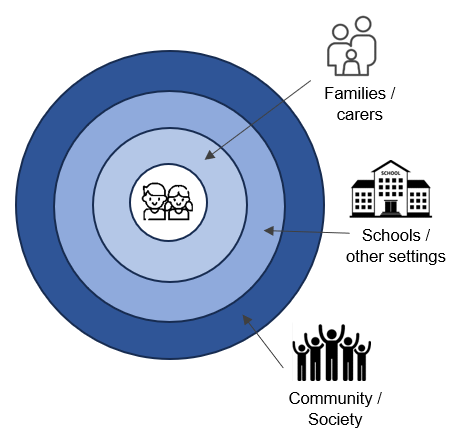 Families /
carers
SCHOOL
Schools /
other settings
Community /
Society